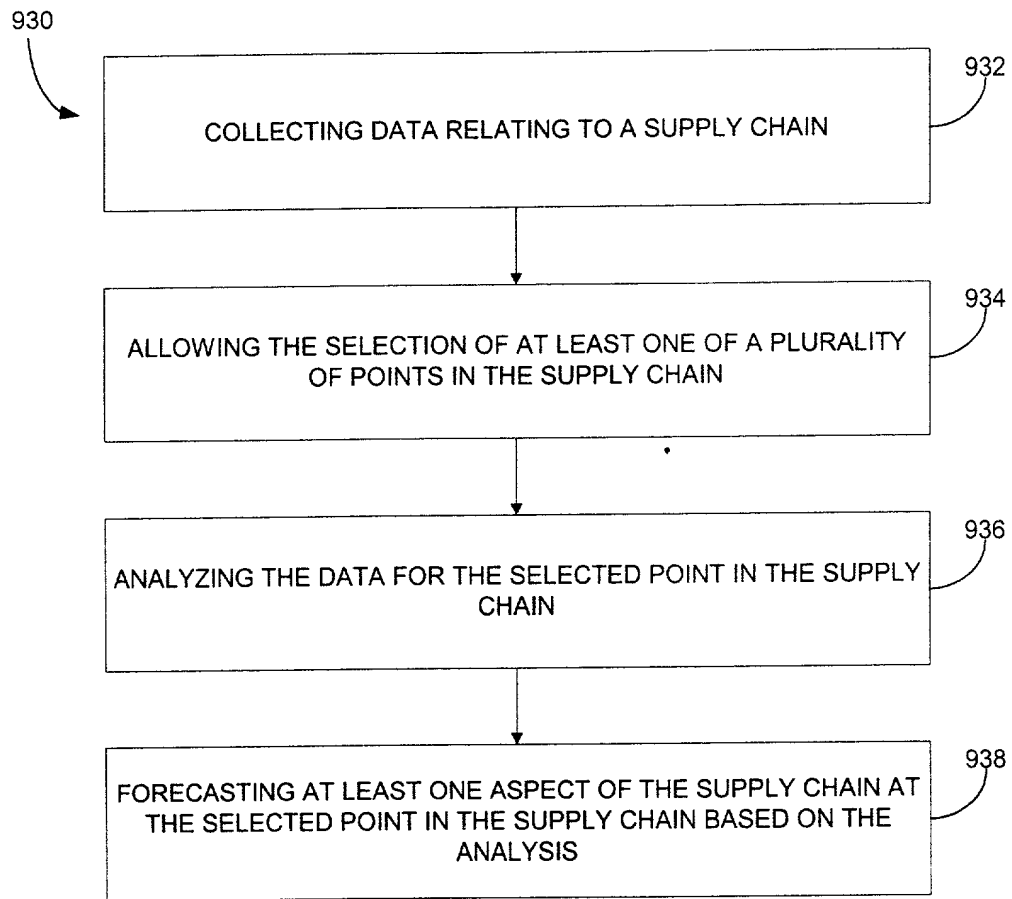 930
932
COLLECTING DATA RELATING TO A SUPPLY CHAIN
934
ALLOWING THE SELECTION OF AT LEAST ONE OF A PLURALITY
OF POINTS IN THE SUPPLY CHAIN
936
ANALYZING THE DATA FOR THE SELECTED POINT IN THE SUPPLY
CHAIN
938
FORECASTING AT LEAST ONE ASPECT OF THE SUPPLY CHAIN AT
THE SELECTED POINT IN THE SUPPLY CHAIN BASED ON THE
ANALYSIS